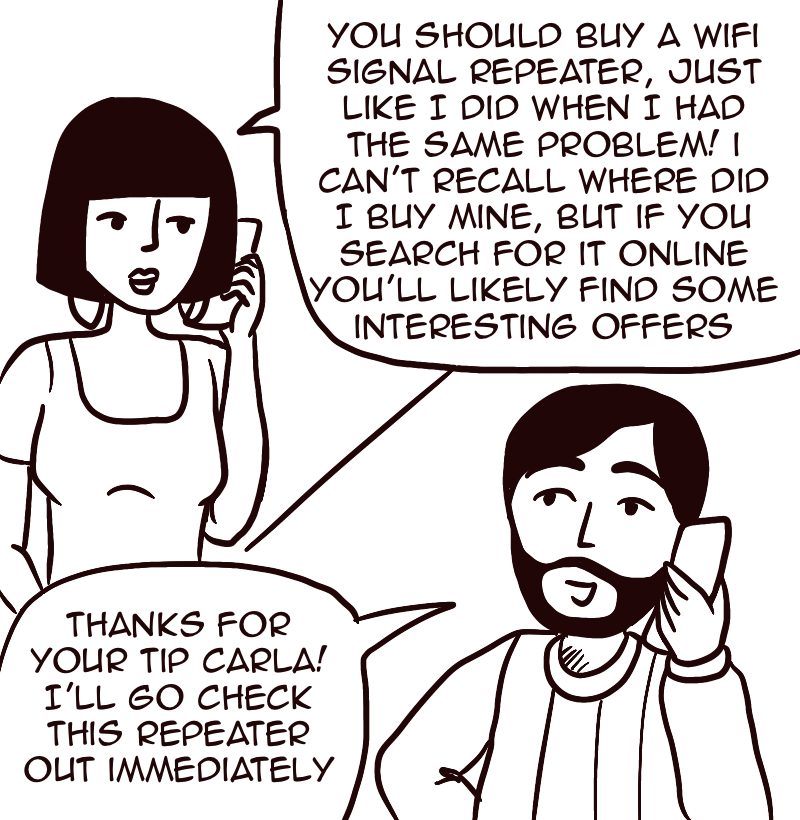 YOU SHOULD BUY A WIFI
SIGNAL REPEATER, JUST
LIKE I DID WHEN I HAD
THE SAME PROBLEM! I
CAN'T RECALL WHERE DID
I BUY MINE, BUT IF YOU
SEARCH FOR IT ONLINE
YOU'LL LIKELY FIND SOME
INTERESTING OFFERS
THANKS FOR
YOUR TIP CARLA!
I'LL GO CHECK
THIS REPEATER
OUT IMMEDIATELY